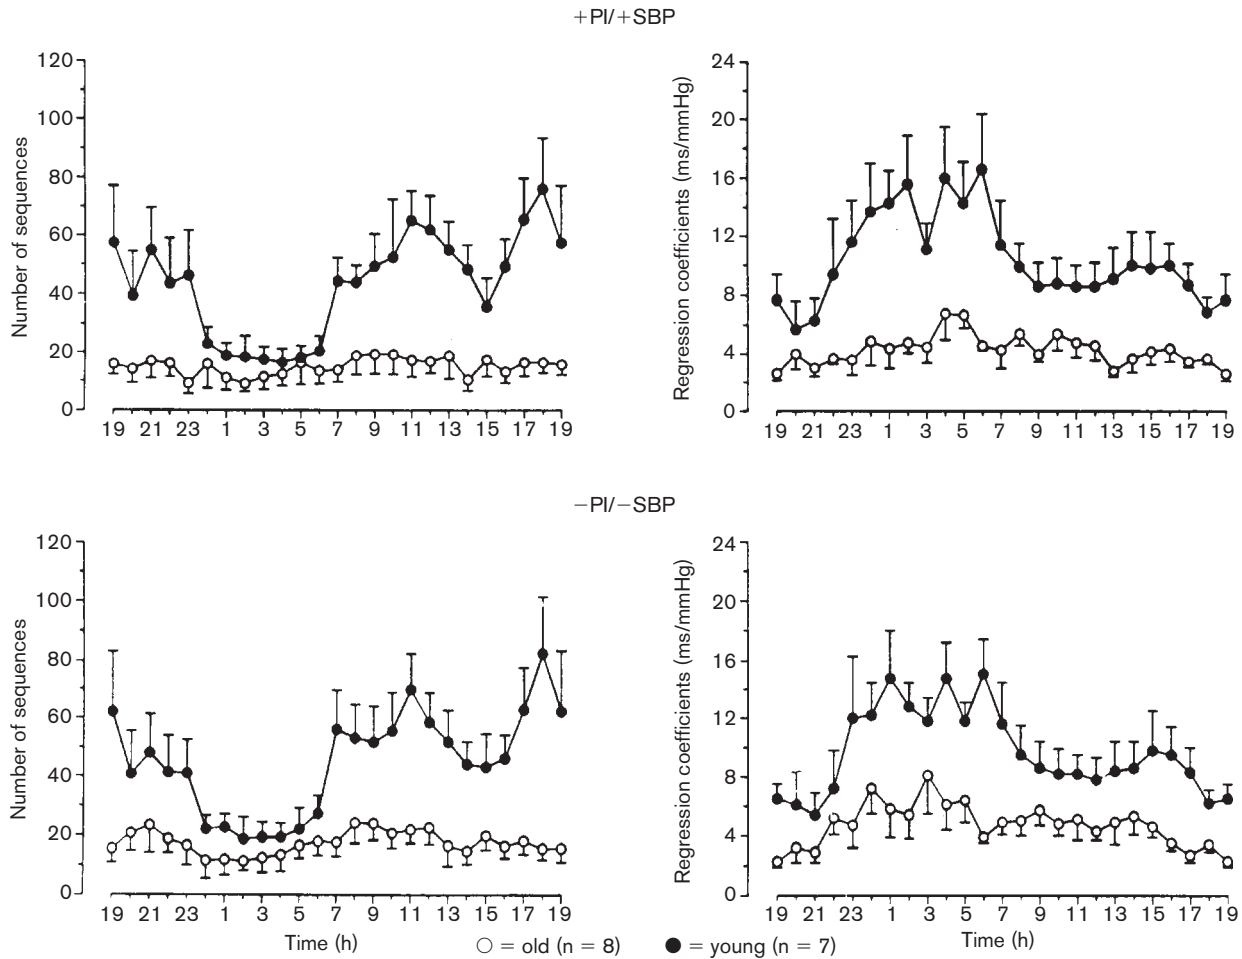 +PI/+SBP
Number of sequences
120
100
80
60
40
20
0
19 21 23 1 3 5 7 9 11 13 15 17 19
Regression coefficients (ms/mmHg)
24
20
16
12
8
4
0
19 21 23 1 3 5 7 9 11 13 15 17 19
−PI/−SBP
Number of sequences
120
100
80
60
40
20
0
19 21 23 1 3 5 7 9 11 13 15 17 19
Time (h)
Regression coefficients (ms/mmHg)
24
20
16
12
8
4
0
19 21 23 1 3 5 7 9 11 13 15 17 19
Time (h)
= old (n = 8)
= young (n = 7)